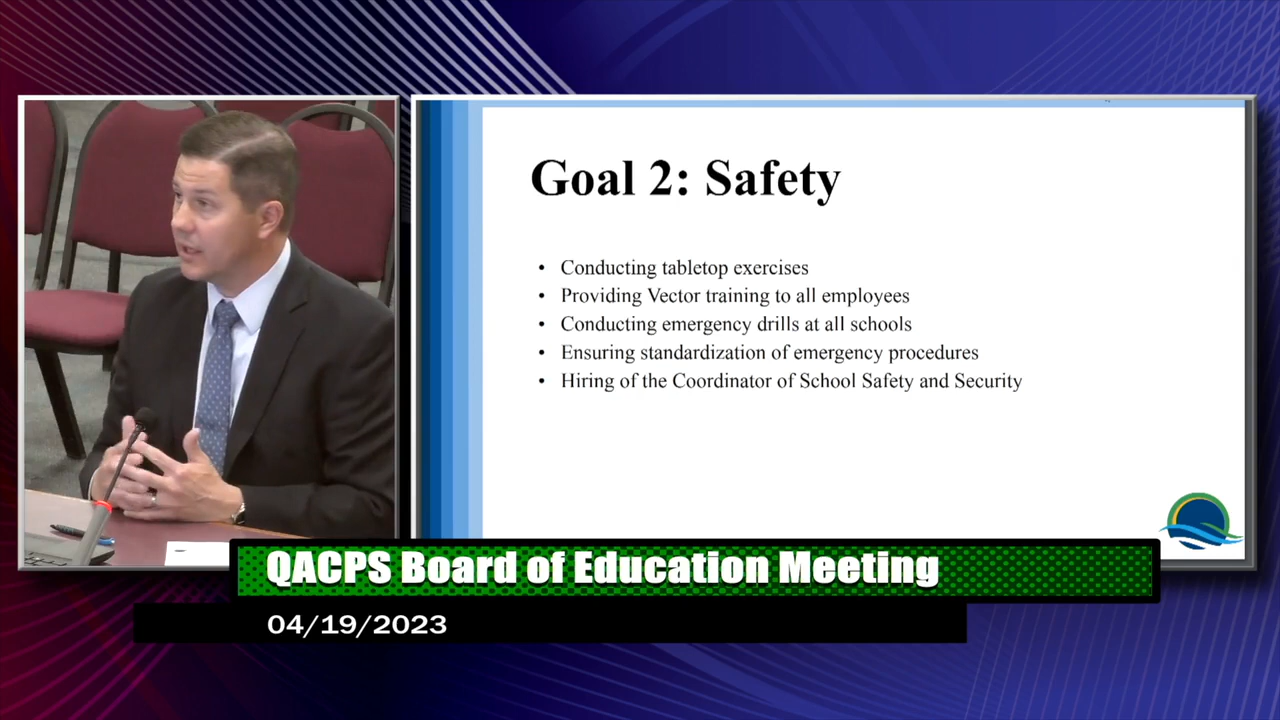 Goal 2: Safety
• Conducting tabletop exercises
• Providing Vector training to all employees
• Conducting emergency drills at all schools
• Ensuring standardization of emergency procedures
• Hiring of the Coordinator of School Safety and Security
QACPS Board of Education Meeting
04/19/2023